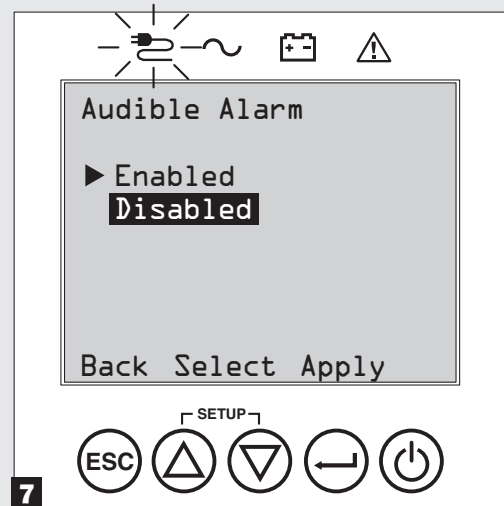 Audible Alarm
▶ Enabled
Disabled
Back Select Apply
SETUP
ESC
7